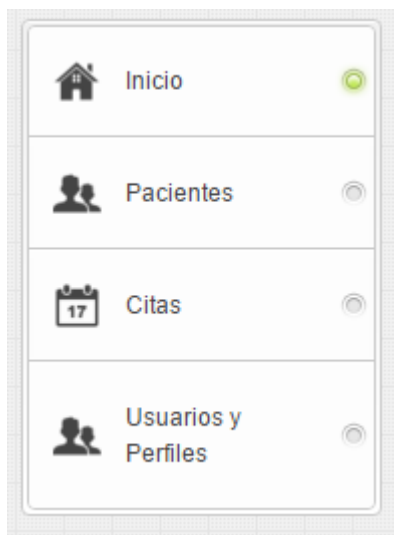 Inicio
Pacientes
17
Citas
Usuarios y
Perfiles